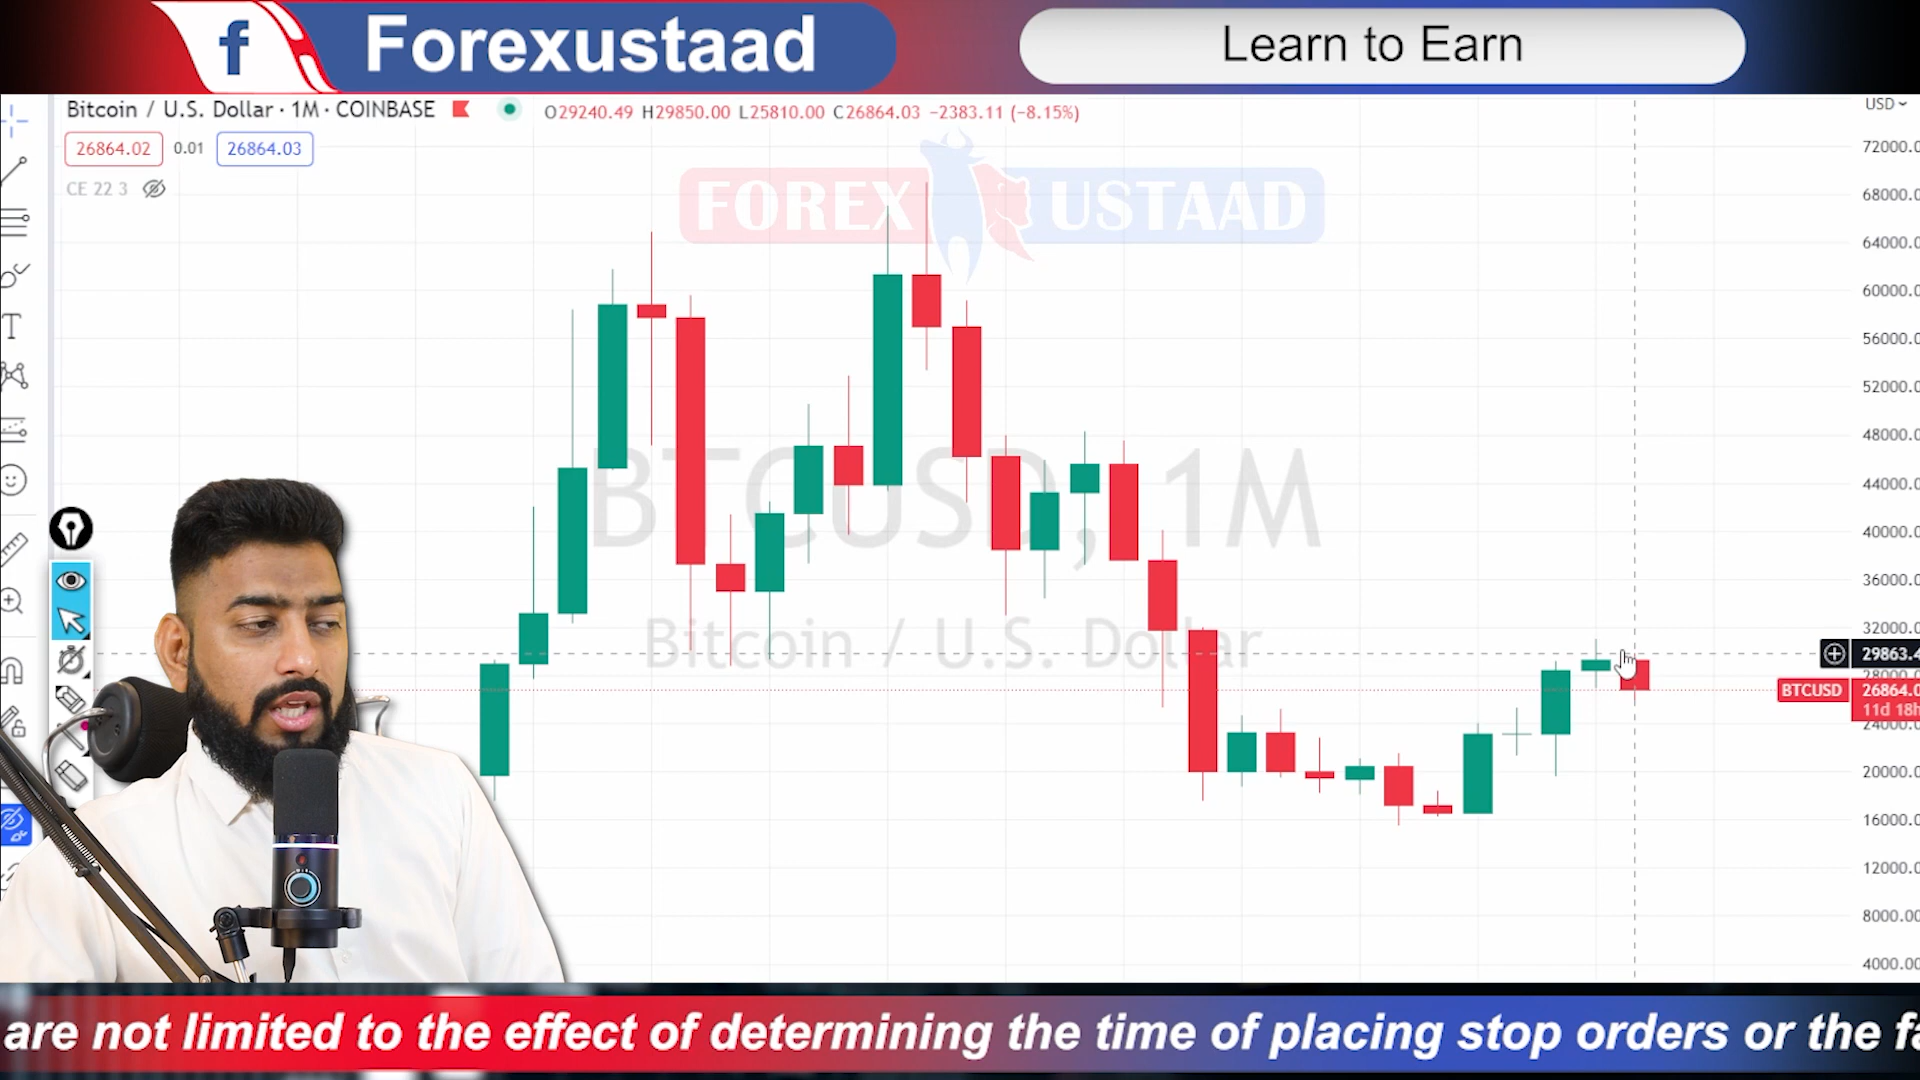 f Forexustaad
Learn to Earn
Bitcoin / U.S. Dollar · 1M · COINBASE
O29240.49 H29850.00 L25810.00 C26864.03 −2383.11 (−8.15%)
USD
26864.02 0.01 26864.03
CE 22 3
FOREX USTAAD
BTCUSD, 1M
Bitcoin / U.S. Dollar
T
72000.0
68000.0
64000.0
60000.0
56000.0
52000.0
48000.0
44000.0
40000.0
36000.0
32000.0
29863.4
28000.0
BTCUSD 26864.0
11d 18h
24000.0
20000.0
16000.0
12000.0
8000.00
4000.00
are not limited to the effect of determining the time of placing stop orders or the fa